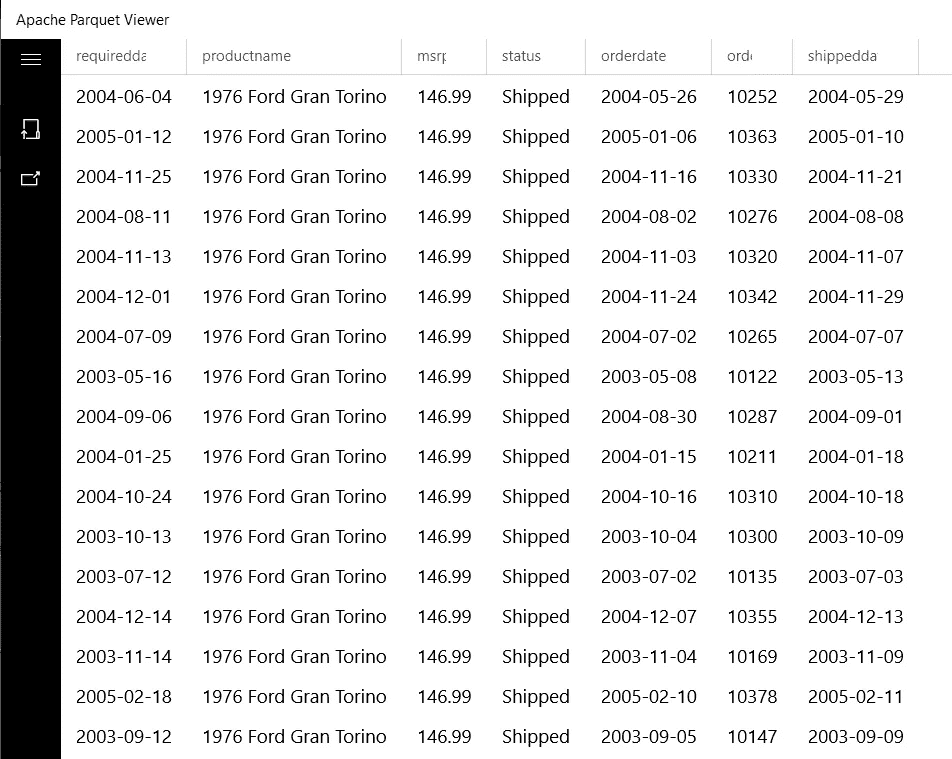 Apache Parquet Viewer
requiredda productname msrp status orderdate ord shippedda
2004-06-04 1976 Ford Gran Torino 146.99 Shipped 2004-05-26 10252 2004-05-29
2005-01-12 1976 Ford Gran Torino 146.99 Shipped 2005-01-06 10363 2005-01-10
2004-11-25 1976 Ford Gran Torino 146.99 Shipped 2004-11-16 10330 2004-11-21
2004-08-11 1976 Ford Gran Torino 146.99 Shipped 2004-08-02 10276 2004-08-08
2004-11-13 1976 Ford Gran Torino 146.99 Shipped 2004-11-03 10320 2004-11-07
2004-12-01 1976 Ford Gran Torino 146.99 Shipped 2004-11-24 10342 2004-11-29
2004-07-09 1976 Ford Gran Torino 146.99 Shipped 2004-07-02 10265 2004-07-07
2003-05-16 1976 Ford Gran Torino 146.99 Shipped 2003-05-08 10122 2003-05-13
2004-09-06 1976 Ford Gran Torino 146.99 Shipped 2004-08-30 10287 2004-09-01
2004-01-25 1976 Ford Gran Torino 146.99 Shipped 2004-01-15 10211 2004-01-18
2004-10-24 1976 Ford Gran Torino 146.99 Shipped 2004-10-16 10310 2004-10-18
2003-10-13 1976 Ford Gran Torino 146.99 Shipped 2003-10-04 10300 2003-10-09
2003-07-12 1976 Ford Gran Torino 146.99 Shipped 2003-07-02 10135 2003-07-03
2004-12-14 1976 Ford Gran Torino 146.99 Shipped 2004-12-07 10355 2004-12-13
2003-11-14 1976 Ford Gran Torino 146.99 Shipped 2003-11-04 10169 2003-11-09
2005-02-18 1976 Ford Gran Torino 146.99 Shipped 2005-02-10 10378 2005-02-11
2003-09-12 1976 Ford Gran Torino 146.99 Shipped 2003-09-05 10147 2003-09-09